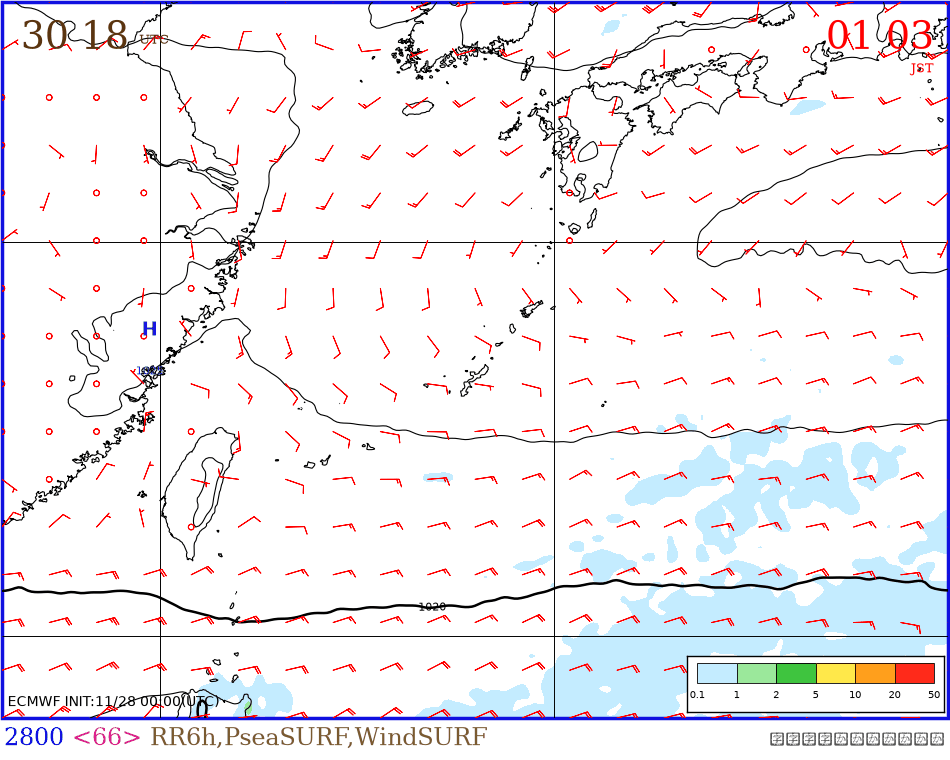 30 18 UTC
01 03
JST
H
1020
0
ECMWF INIT:11/28 00:00(UTC)
0.1 1 2 5 10 20 50
2800 <66> RR6h,PseaSURF,WindSURF